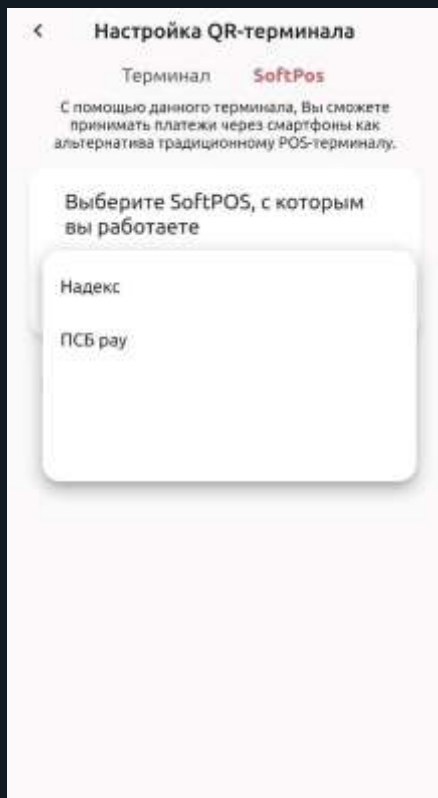 Настройка QR-терминала
Терминал SoftPos
С помощью данного терминала, Вы сможете
принимать платежи через смартфоны как
альтернатива традиционному POS-терминалу.
Выберите SoftPOS, с которым
вы работаете
Надекс
ПСБ pay